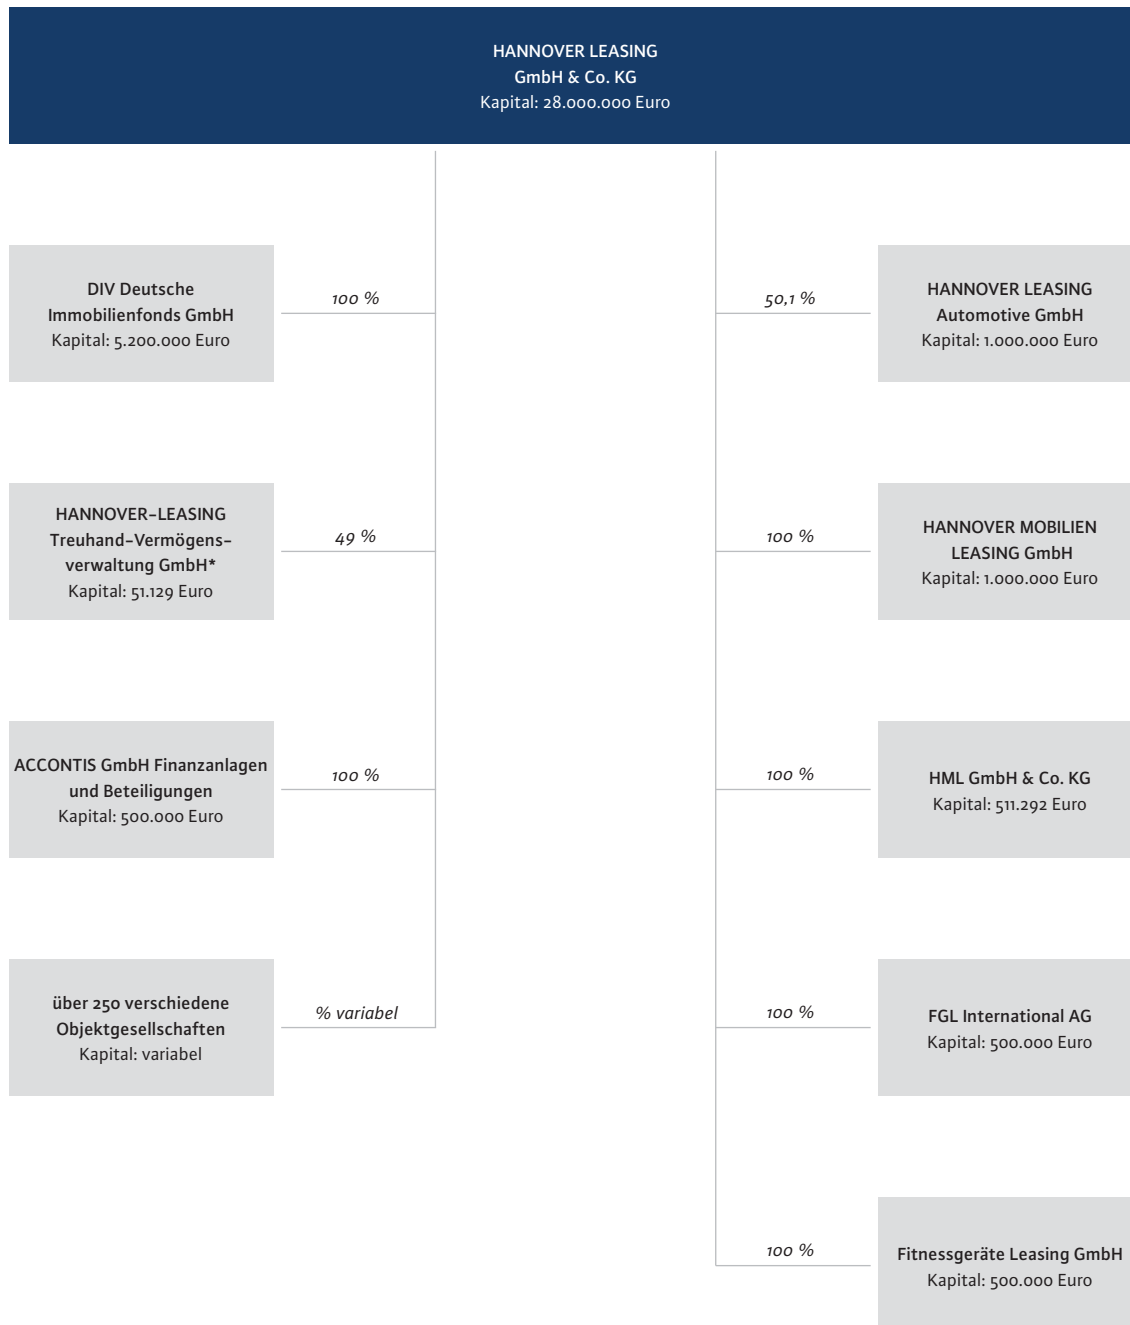 HANNOVER LEASING
GmbH & Co. KG
Kapital: 28.000.000 Euro
DIV Deutsche
Immobilienfonds GmbH
Kapital: 5.200.000 Euro
100 %
50,1 %
HANNOVER LEASING
Automotive GmbH
Kapital: 1.000.000 Euro
HANNOVER-LEASING
Treuhand-Vermögens-
verwaltung GmbH*
Kapital: 51.129 Euro
49 %
100 %
HANNOVER MOBILIEN
LEASING GmbH
Kapital: 1.000.000 Euro
ACCONTIS GmbH Finanzanlagen
und Beteiligungen
Kapital: 500.000 Euro
100 %
100 %
HML GmbH & Co. KG
Kapital: 511.292 Euro
über 250 verschiedene
Objektgesellschaften
Kapital: variabel
% variabel
100 %
FGL International AG
Kapital: 500.000 Euro
100 %
Fitnessgeräte Leasing GmbH
Kapital: 500.000 Euro